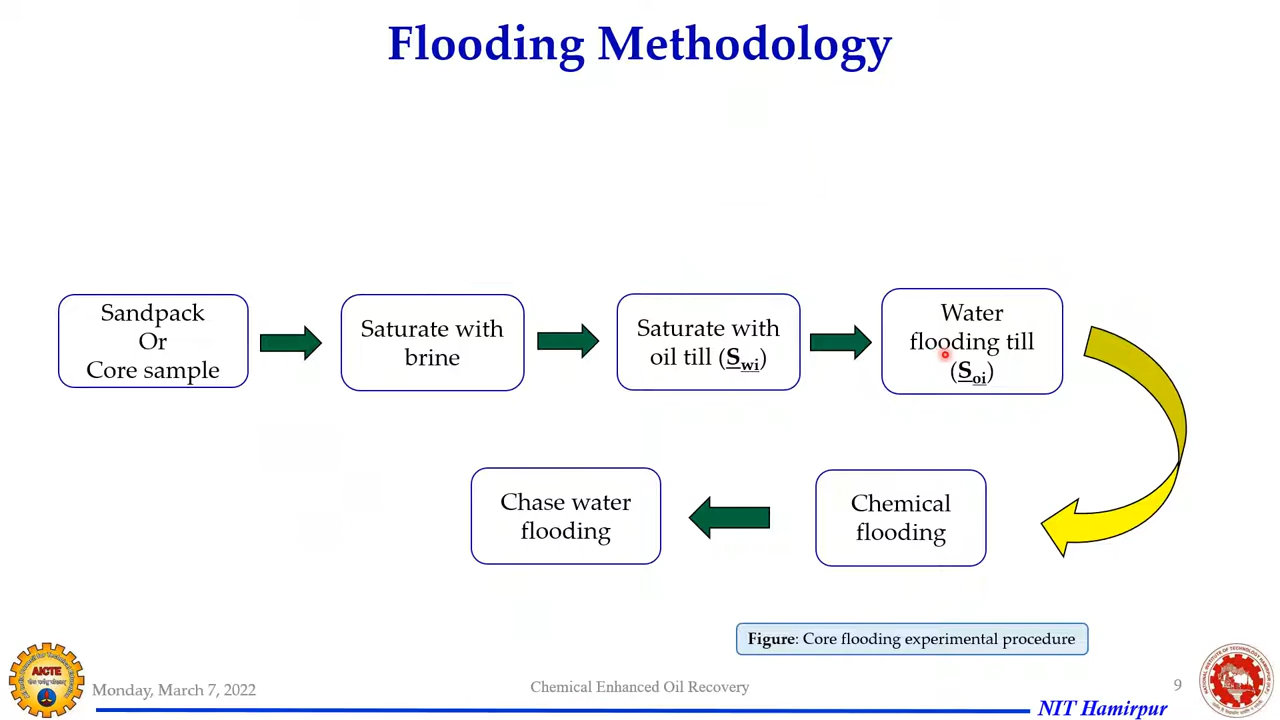 Flooding Methodology
Sandpack
Or
Core sample
Saturate with
brine
Saturate with
oil till (Swi)
Water
flooding till
(Soi)
Chemical
flooding
Chase water
flooding
Figure: Core flooding experimental procedure
AICTE
Monday, March 7, 2022
Chemical Enhanced Oil Recovery
9
NIT Hamirpur